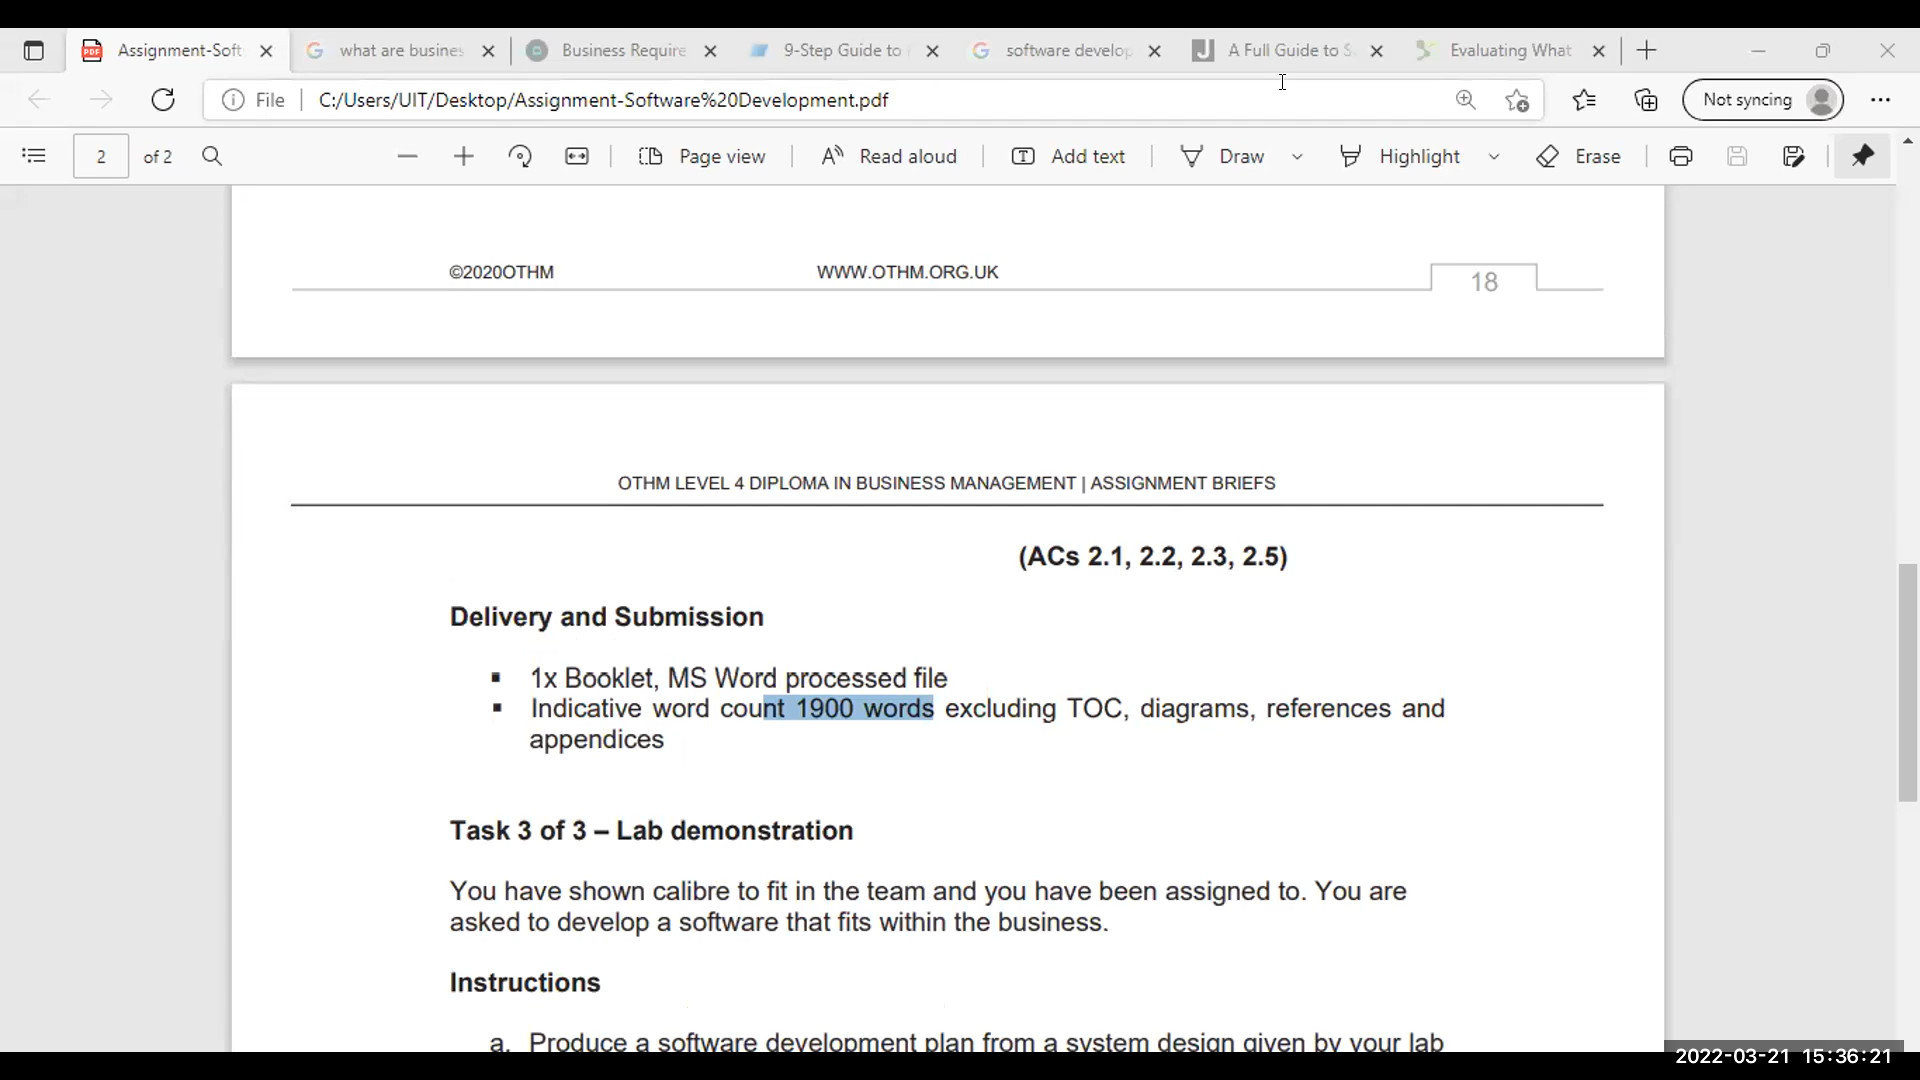 Assignment-Soft
what are busines
Business Require
9-Step Guide to
software develop
A Full Guide to S
Evaluating What
File
C:/Users/UIT/Desktop/Assignment-Software%20Development.pdf
Not syncing
2 of 2
Page view
Read aloud
Add text
Draw
Highlight
Erase
©2020OTHM
WWW.OTHM.ORG.UK
18
OTHM LEVEL 4 DIPLOMA IN BUSINESS MANAGEMENT | ASSIGNMENT BRIEFS
(ACs 2.1, 2.2, 2.3, 2.5)
Delivery and Submission
▪ 1x Booklet, MS Word processed file
▪ Indicative word count 1900 words excluding TOC, diagrams, references and
appendices
Task 3 of 3 – Lab demonstration
You have shown calibre to fit in the team and you have been assigned to. You are
asked to develop a software that fits within the business.
Instructions
a. Produce a software development plan from a system design given by your lab
2022-03-21 15:36:21